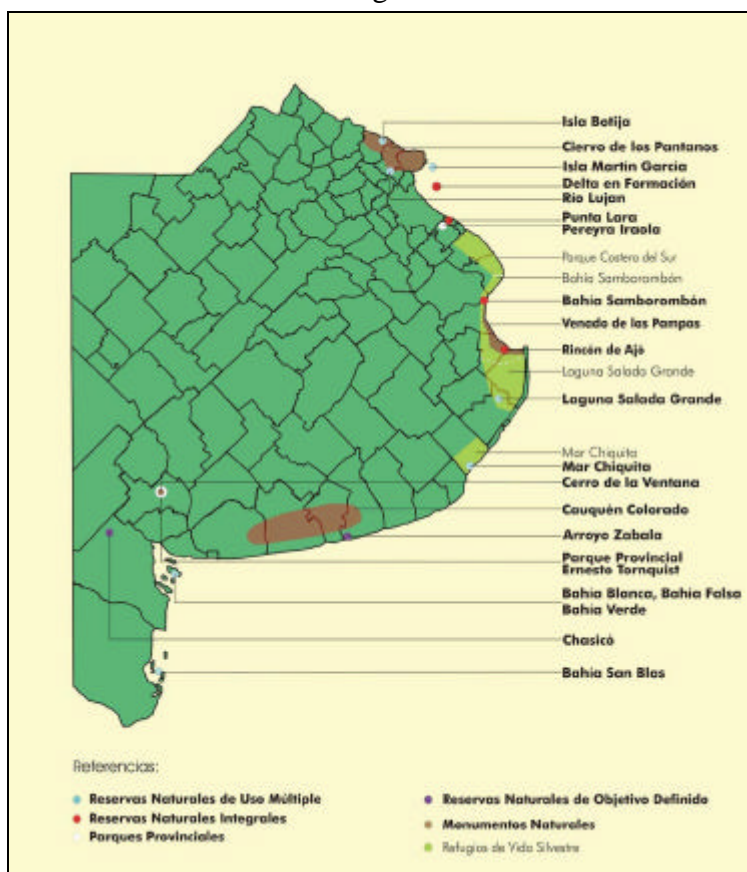 Isla Botija
Ciervo de los Pantanos
Isla Martín García
Delta en Formación
Río Lujan
Punta Lara
Pereyra Iraola
Parque Costero del Sur
Bahía Samborombón
Bahía Samborombón
Venado de las Pampas
Rincón de Ajó
Laguna Salada Grande
Laguna Salada Grande
Mar Chiquita
Mar Chiquita
Cerro de la Ventana
Cauquén Colorado
Arroyo Zabala
Parque Provincial
Ernesto Tornquist
Bahía Blanca, Bahía Falsa
Bahía Verde
Chasicó
Bahía San Blas
Referencias:
Reservas Naturales de Uso Múltiple
Reservas Naturales Integrales
Parques Provinciales
Reservas Naturales de Objetivo Definido
Monumentos Naturales
Refugios de Vida Silvestre